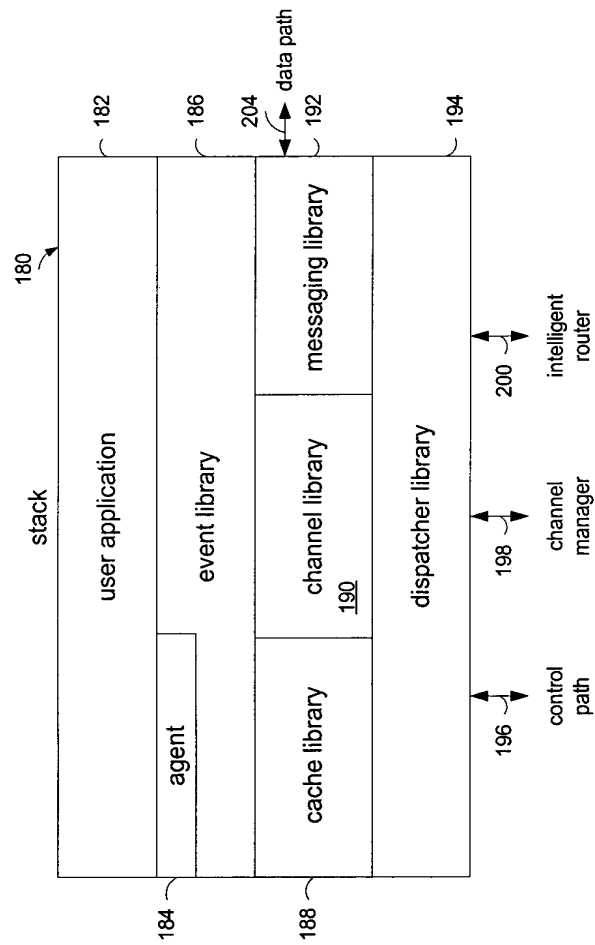 stack
180
user application
182
agent
184
event library
186
204
data path
cache library
188
channel library
190
messaging library
192
dispatcher library
194
196
198
200
control
path
channel
manager
intelligent
router